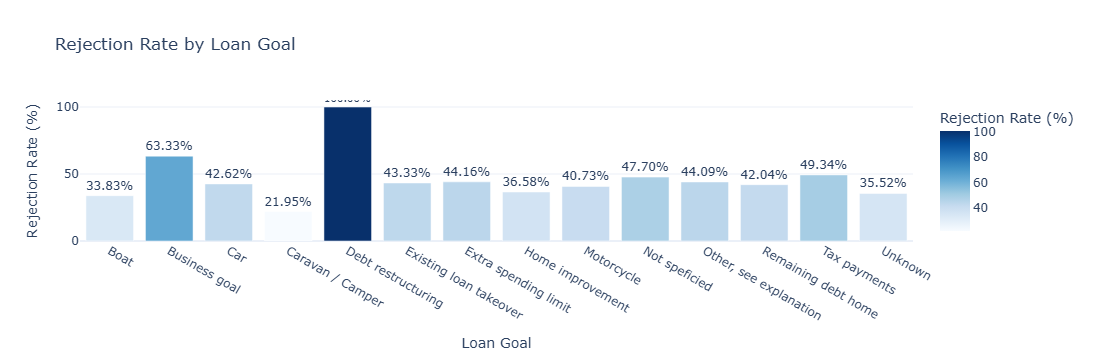 Rejection Rate by Loan Goal
Rejection Rate (%)
100
50
0
33.83%
63.33%
42.62%
21.95%
43.33%
44.16%
36.58%
40.73%
47.70%
44.09%
42.04%
49.34%
35.52%
Boat
Business goal
Car
Caravan / Camper
Debt restructuring
Existing loan takeover
Extra spending limit
Home improvement
Motorcycle
Not speficied
Other, see explanation
Remaining debt home
Tax payments
Unknown
Loan Goal
Rejection Rate (%)
100
80
60
40